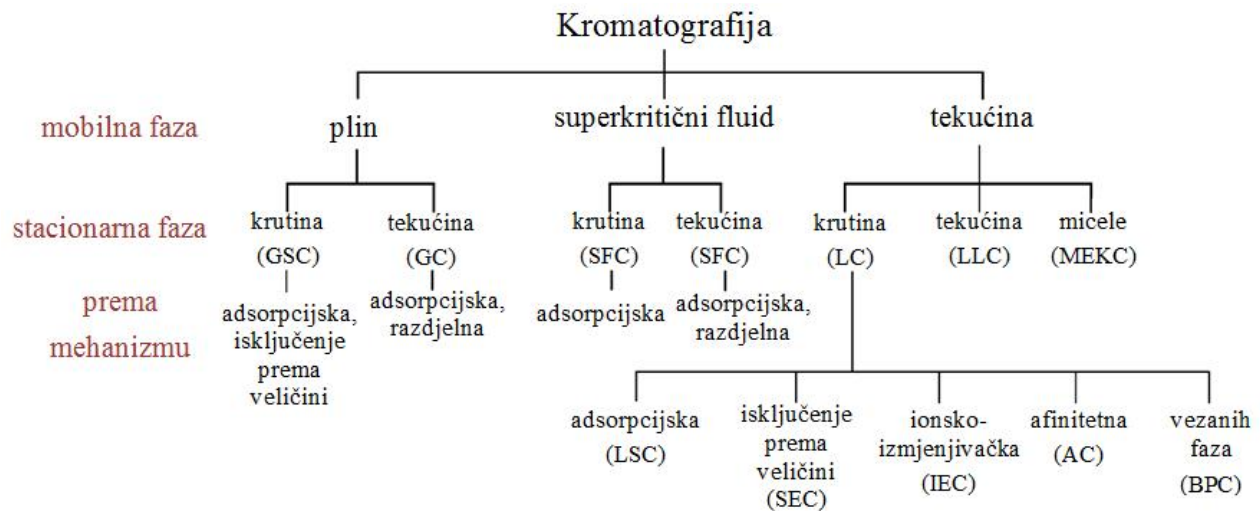 Kromatografija
mobilna faza
plin
superkritični fluid
tekućina
stacionarna faza
krutina
(GSC)
tekućina
(GC)
krutina
(SFC)
tekućina
(SFC)
krutina
(LC)
tekućina
(LLC)
micele
(MEKC)
prema
mehanizmu
adsorpcijska,
isključenje
prema
veličini
adsorpcijska,
razdjelna
adsorpcijska
adsorpcijska,
razdjelna
adsorpcijska
(LSC)
isključenje
prema
veličini
(SEC)
ionsko-
izmjenjivačka
(IEC)
afinitetna
(AC)
vezanih
faza
(BPC)